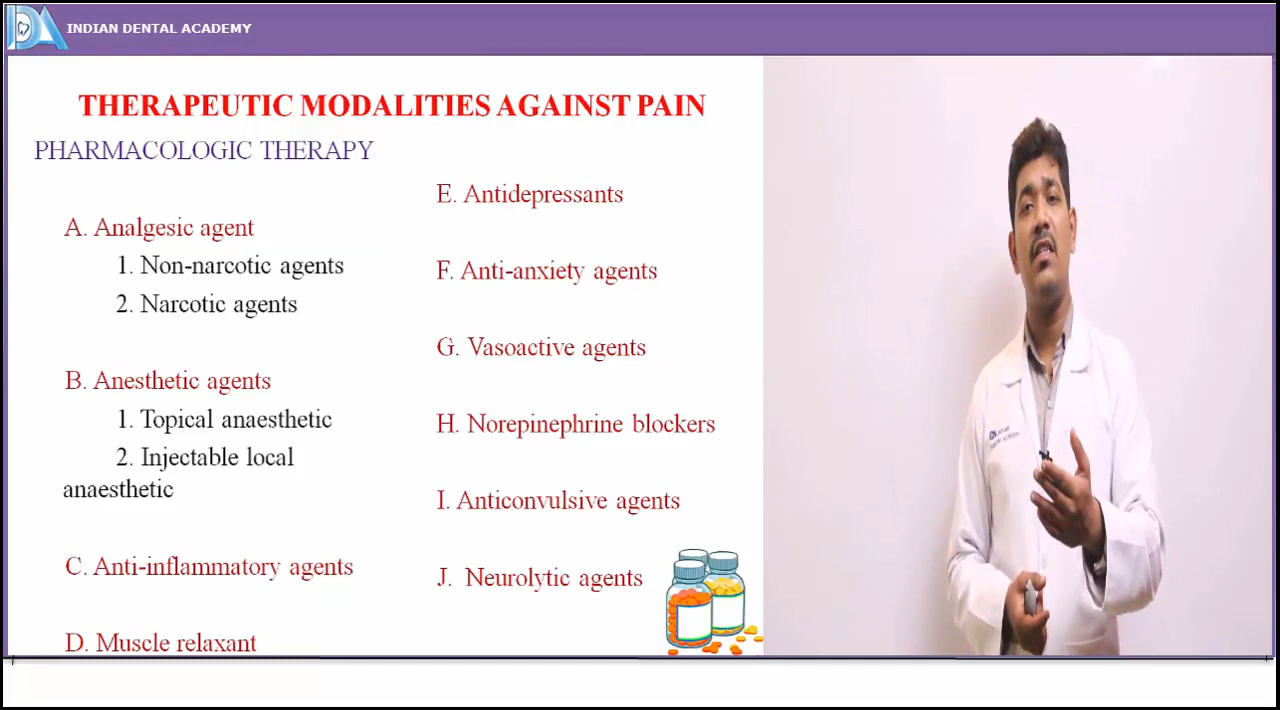 INDIAN DENTAL ACADEMY
THERAPEUTIC MODALITIES AGAINST PAIN
PHARMACOLOGIC THERAPY
A. Analgesic agent
1. Non-narcotic agents
2. Narcotic agents
B. Anesthetic agents
1. Topical anaesthetic
2. Injectable local
anaesthetic
C. Anti-inflammatory agents
D. Muscle relaxant
E. Antidepressants
F. Anti-anxiety agents
G. Vasoactive agents
H. Norepinephrine blockers
I. Anticonvulsive agents
J. Neurolytic agents